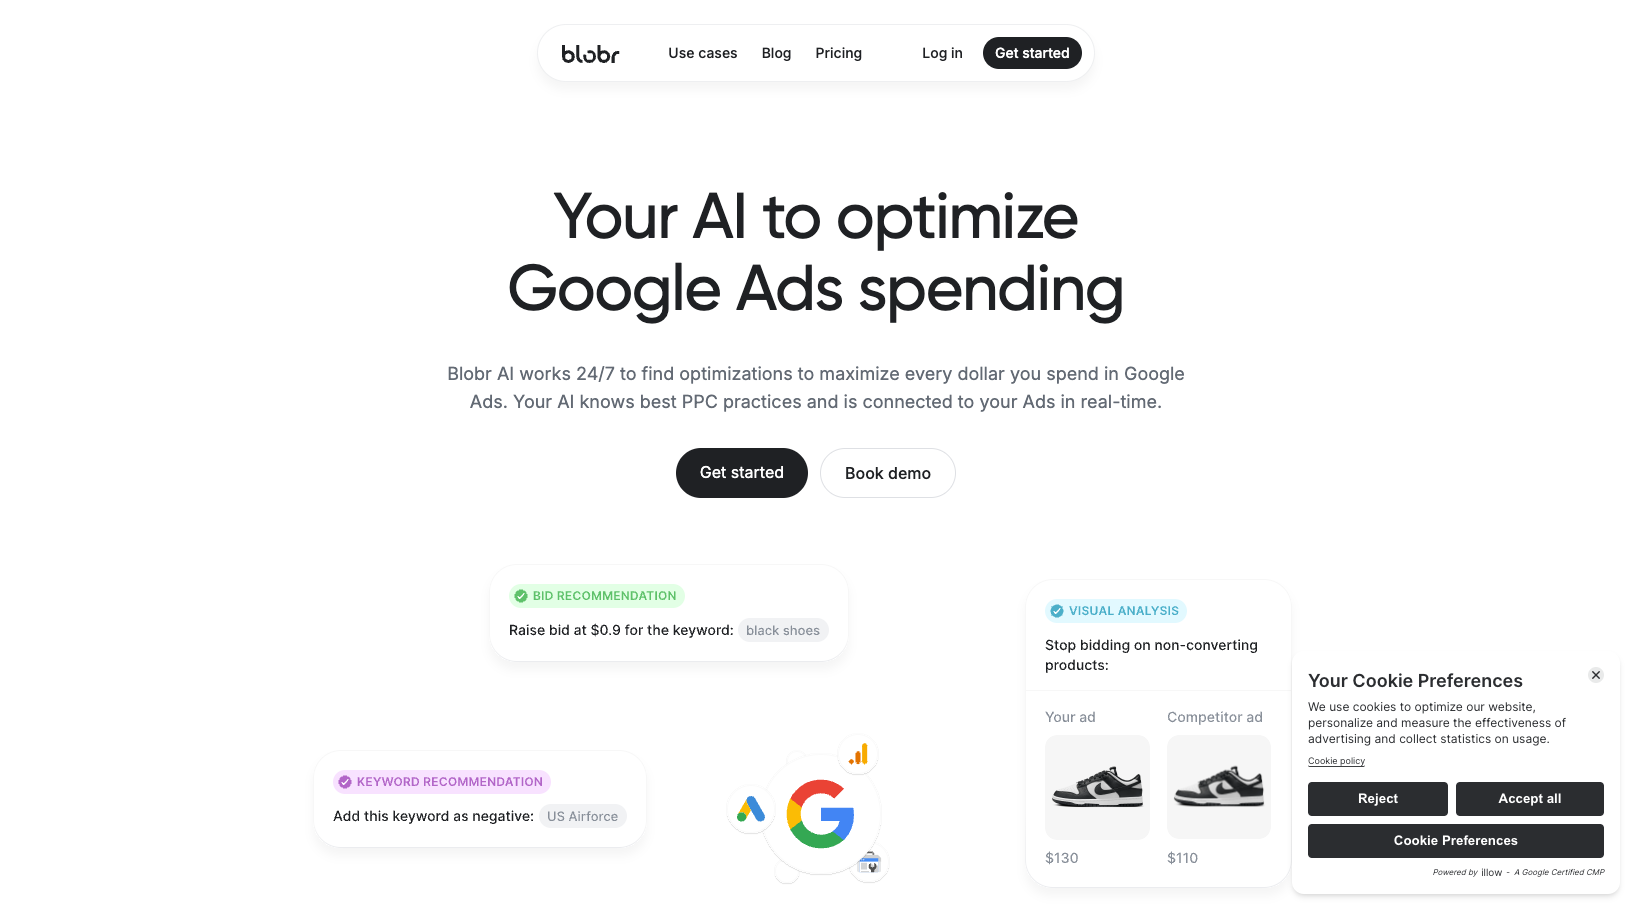 blobr
Use cases
Blog
Pricing
Log in
Get started
Your AI to optimize
Google Ads spending
Blobr AI works 24/7 to find optimizations to maximize every dollar you spend in Google
Ads. Your AI knows best PPC practices and is connected to your Ads in real-time.
Get started
Book demo
BID RECOMMENDATION
Raise bid at $0.9 for the keyword: black shoes
KEYWORD RECOMMENDATION
Add this keyword as negative: US Airforce
VISUAL ANALYSIS
Stop bidding on non-converting
products:
Your ad
Competitor ad
$130
$110
Your Cookie Preferences
We use cookies to optimize our website,
personalize and measure the effectiveness of
advertising and collect statistics on usage.
Cookie policy
Reject
Accept all
Cookie Preferences
Powered by illow - A Google Certified CMP